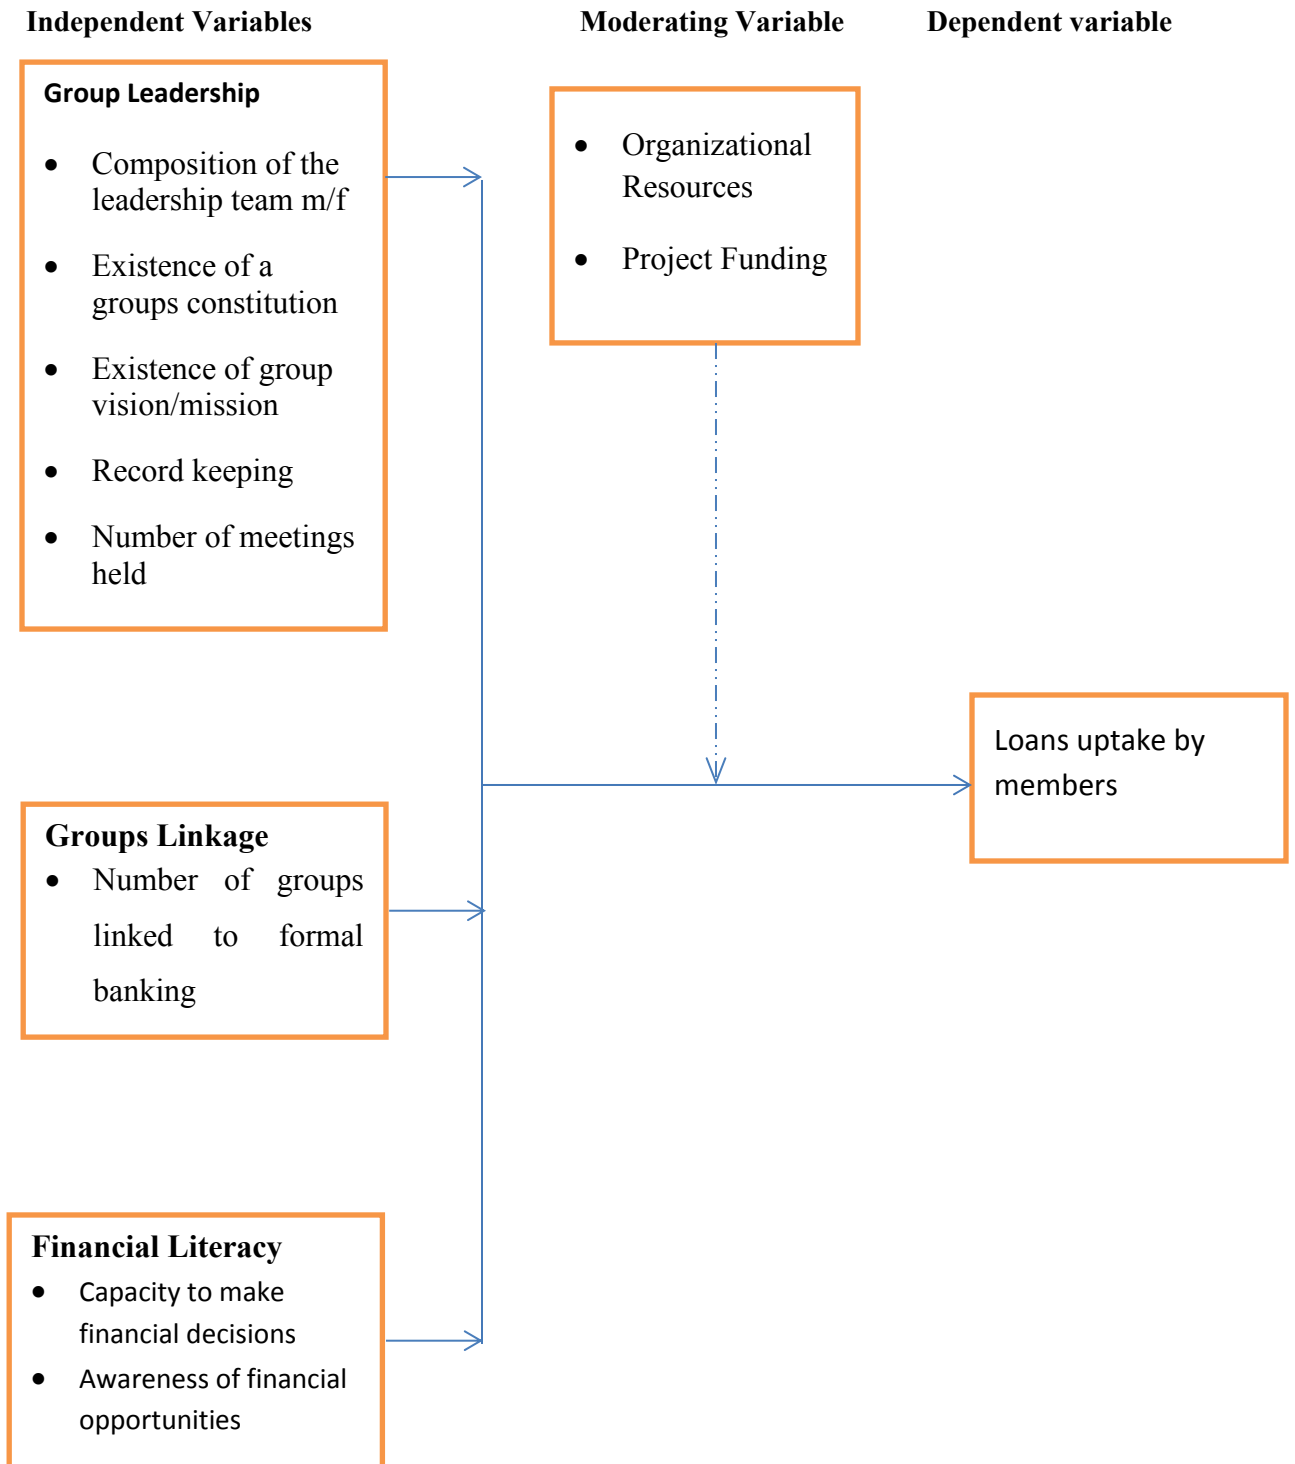 Independent Variables
Moderating Variable
Dependent variable
Group Leadership
• Composition of the
leadership team m/f
• Existence of a
groups constitution
• Existence of group
vision/mission
• Record keeping
• Number of meetings
held
• Organizational
Resources
• Project Funding
Loans uptake by
members
Groups Linkage
• Number of groups
linked to formal
banking
Financial Literacy
• Capacity to make
financial decisions
• Awareness of financial
opportunities